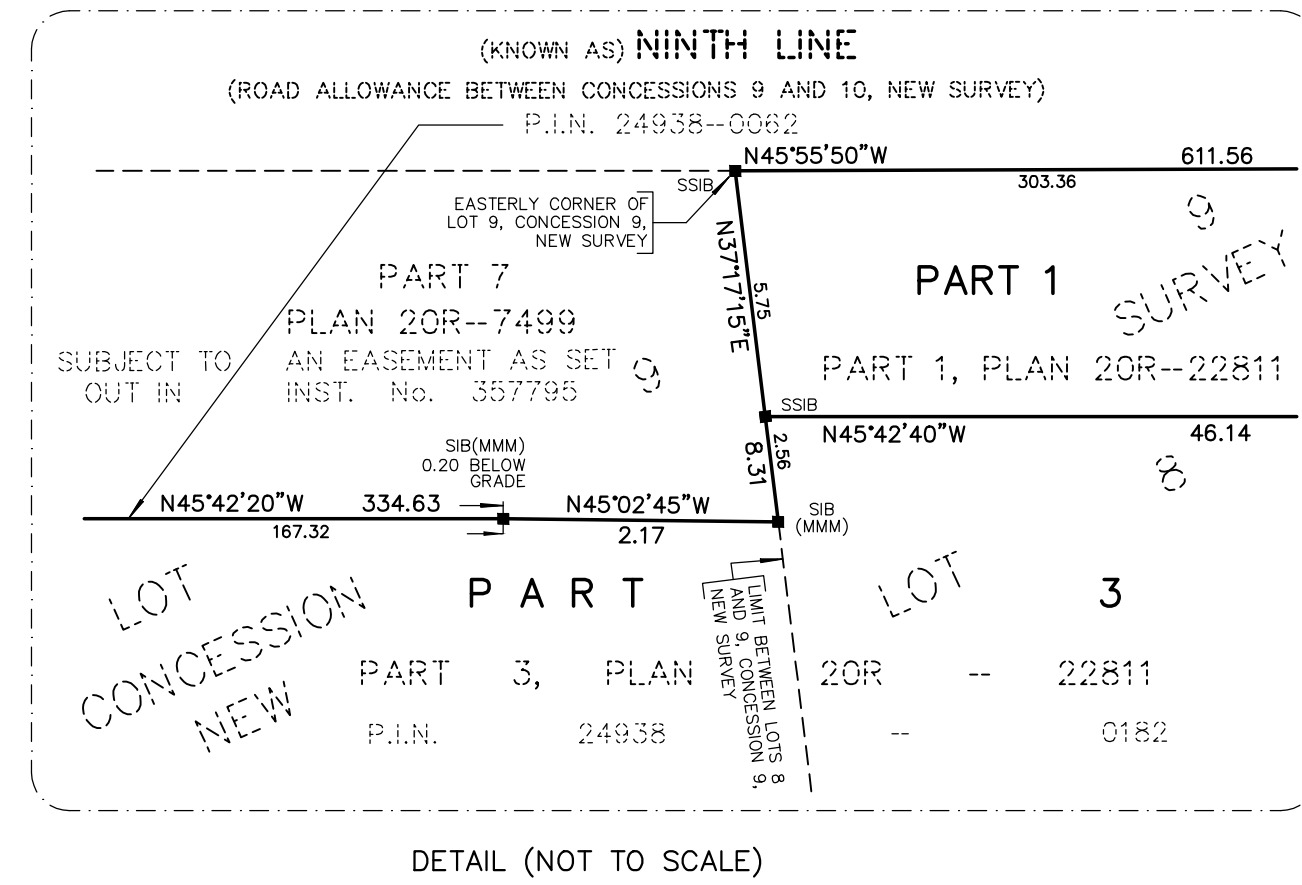 (KNOWN AS) NINTH LINE
(ROAD ALLOWANCE BETWEEN CONCESSIONS 9 AND 10, NEW SURVEY)
P.I.N. 24938--0062
N45°55'50"W 611.56
303.36
SSIB
EASTERLY CORNER OF
LOT 9, CONCESSION 9,
NEW SURVEY
N37°17'15"E
5.75
9
SURVEY
PART 7
PLAN 20R--7499
SUBJECT TO AN EASEMENT AS SET
OUT IN INST. No. 357795
9
PART 1
PART 1, PLAN 20R--22811
SSIB
N45°42'40"W 46.14
2.56
8.31
8
SIB(MMM)
0.20 BELOW
GRADE
N45°42'20"W 334.63
167.32
N45°02'45"W
2.17
SIB
(MMM)
LIMIT BETWEEN LOTS 8
AND 9, CONCESSION 9,
NEW SURVEY
LOT
CONCESSION
NEW
LOT
PART 3
PART 3, PLAN 20R -- 22811
P.I.N. 24938 -- 0182
DETAIL (NOT TO SCALE)